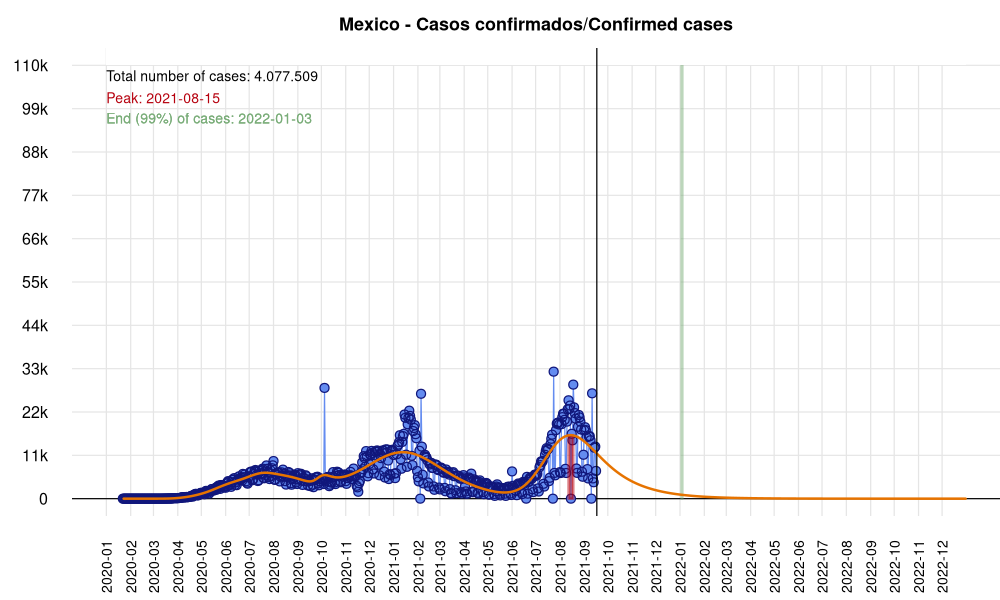 Mexico - Casos confirmados/Confirmed cases
110k
99k
88k
77k
66k
55k
44k
33k
22k
11k
0
Total number of cases: 4.077.509
Peak: 2021-08-15
End (99%) of cases: 2022-01-03
2020-01
2020-02
2020-03
2020-04
2020-05
2020-06
2020-07
2020-08
2020-09
2020-10
2020-11
2020-12
2021-01
2021-02
2021-03
2021-04
2021-05
2021-06
2021-07
2021-08
2021-09
2021-10
2021-11
2021-12
2022-01
2022-02
2022-03
2022-04
2022-05
2022-06
2022-07
2022-08
2022-09
2022-10
2022-11
2022-12